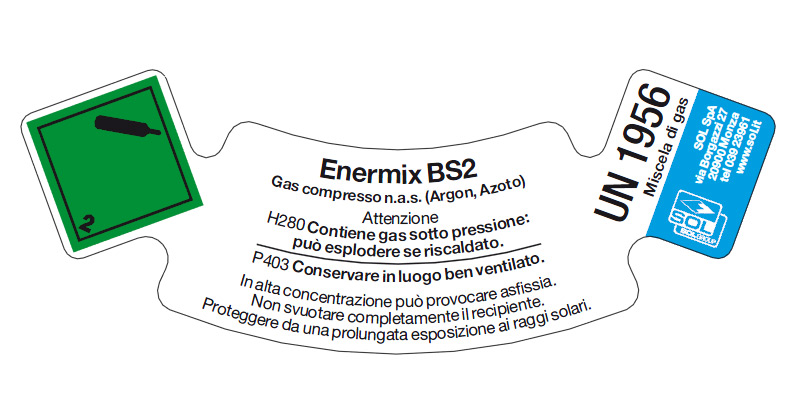 2
Enermix BS2
Gas compresso n.a.s. (Argon, Azoto)
Attenzione
H280 Contiene gas sotto pressione:
può esplodere se riscaldato.
P403 Conservare in luogo ben ventilato.
In alta concentrazione può provocare asfissia.
Non svuotare completamente il recipiente.
Proteggere da una prolungata esposizione ai raggi solari.
UN 1956
Miscela di gas
SOL SpA
via Borgazzi 27
20900 Monza
tel 039 23961
www.sol.it
SOL
SOLGROUP